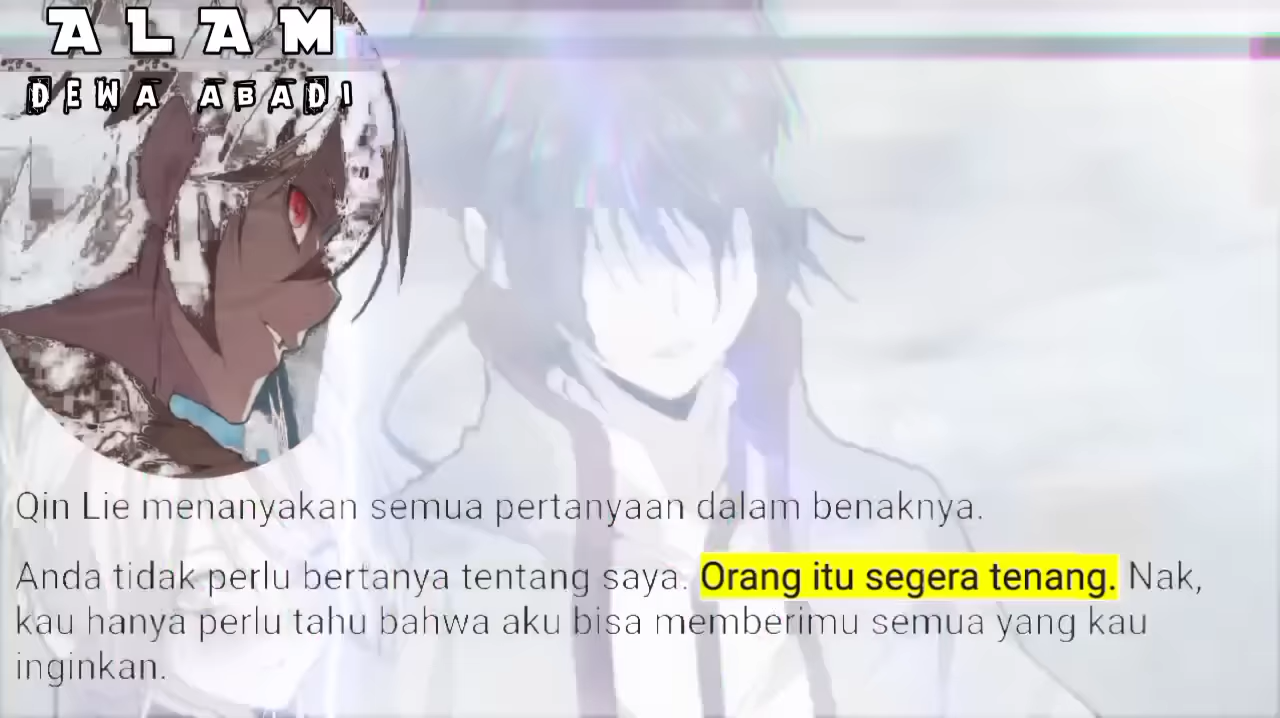 ALAM
DEWA ABADI
Qin Lie menanyakan semua pertanyaan dalam benaknya.
Anda tidak perlu bertanya tentang saya. Orang itu segera tenang. Nak,
kau hanya perlu tahu bahwa aku bisa memberimu semua yang kau
inginkan.